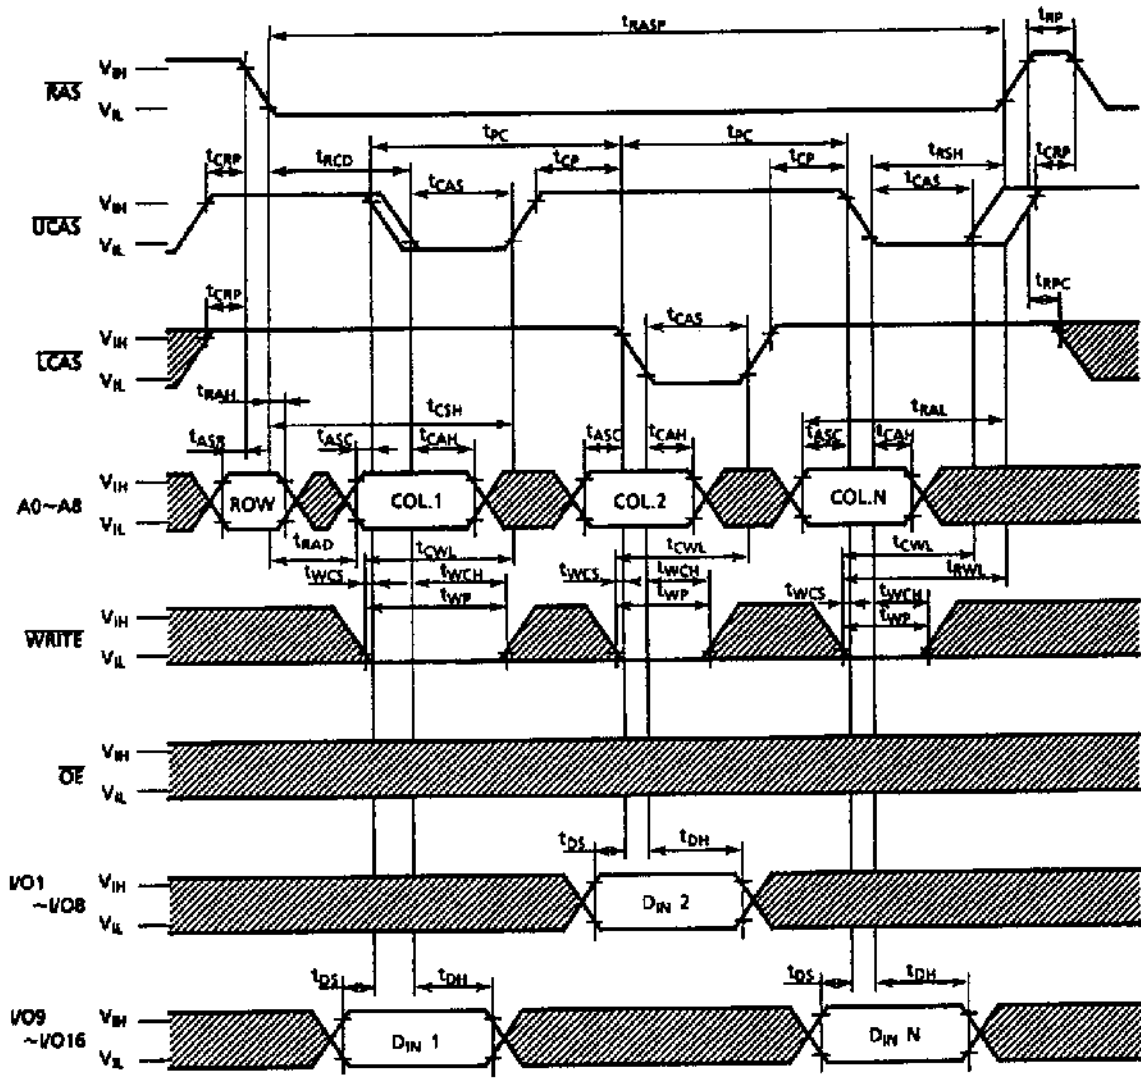 tRASP tRP
RAS VIH
VIL
tPC tPC
tCRP tRCD tCP tCP tRSH tCRP
tCAS tCAS
UCAS VIH
VIL
tRPC
tCRP tCAS
LCAS VIH
VIL
tRAH tCSH tRAL
tASR tASC tCAH tASC tCAH tASC tCAH
A0~A8 VIH
VIL
ROW COL.1 COL.2 COL.N
tRAD tCWL tCWL tCWL
tRWL
tWCS tWCH tWCS tWCH tWCS tWCH
tWP tWP tWP
WRITE VIH
VIL
OE VIH
VIL
tDS tDH
I/O1 VIH
~I/O8 VIL
DIN 2
tDS tDH tDS tDH
I/O9 VIH
~I/O16 VIL
DIN 1 DIN N